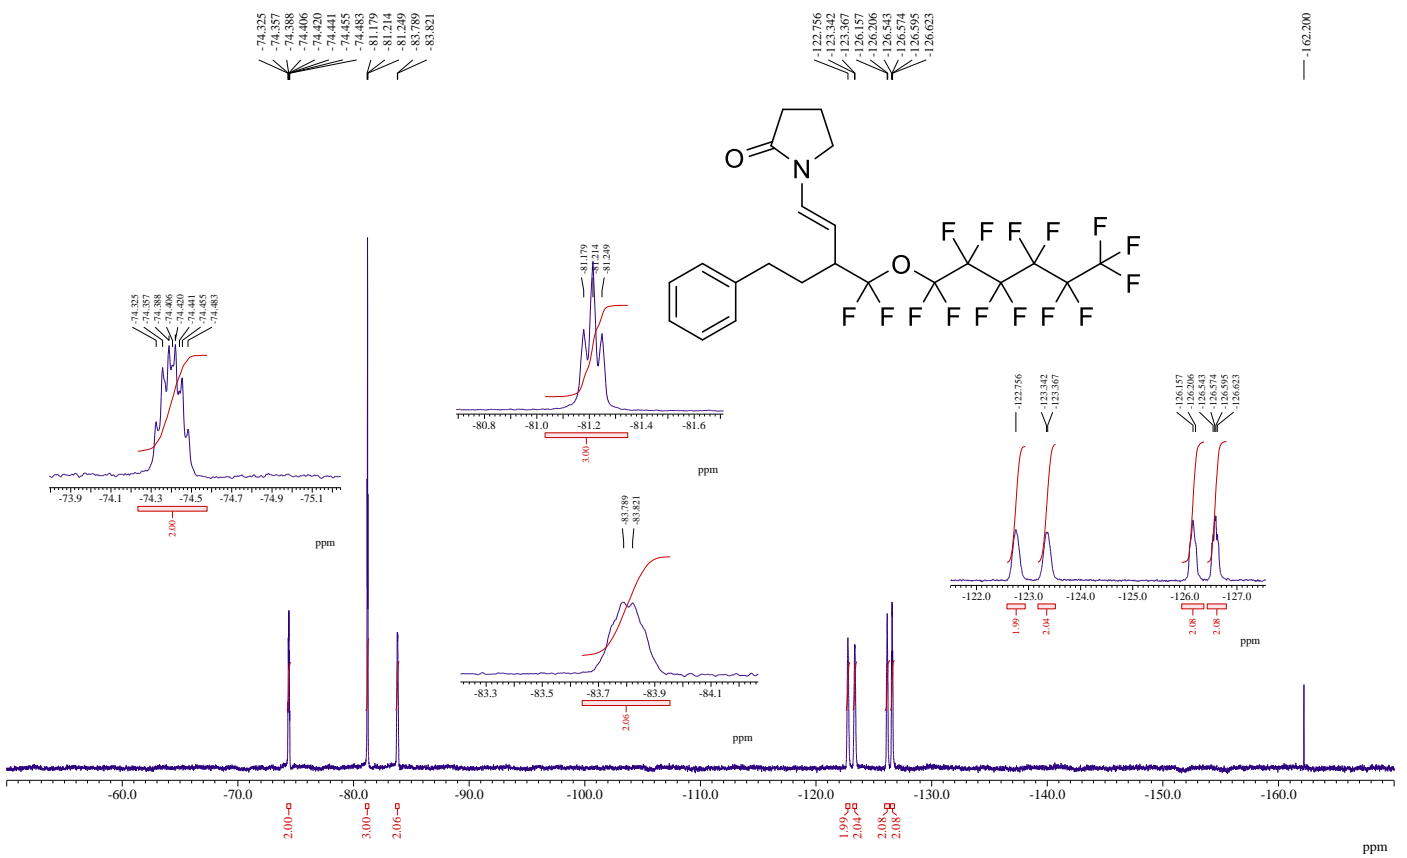 -74.325
-74.357
-74.388
-74.406
-74.420
-74.441
-74.455
-74.483
-81.179
-81.214
-81.249
-83.789
-83.821
-122.756
-123.342
-123.367
-126.157
-126.206
-126.543
-126.574
-126.595
-126.623
-162.200
O
N
O
F F F F F F F
F F F F F F F F
-74.325
-74.357
-74.388
-74.406
-74.420
-74.441
-74.455
-74.483
-73.9 -74.1 -74.3 -74.5 -74.7 -74.9 -75.1
2.00
ppm
-81.179
-81.214
-81.249
-80.8 -81.0 -81.2 -81.4 -81.6
3.00
ppm
-83.789
-83.821
-83.3 -83.5 -83.7 -83.9 -84.1
2.06
ppm
-122.756
-123.342
-123.367
-126.157
-126.206
-126.543
-126.574
-126.595
-126.623
-122.0 -123.0 -124.0 -125.0 -126.0 -127.0
1.99 2.04 2.08 2.08
ppm
-60.0 -70.0 -80.0 -90.0 -100.0 -110.0 -120.0 -130.0 -140.0 -150.0 -160.0
2.00 3.00 2.06 1.99 2.04 2.08 2.08
ppm